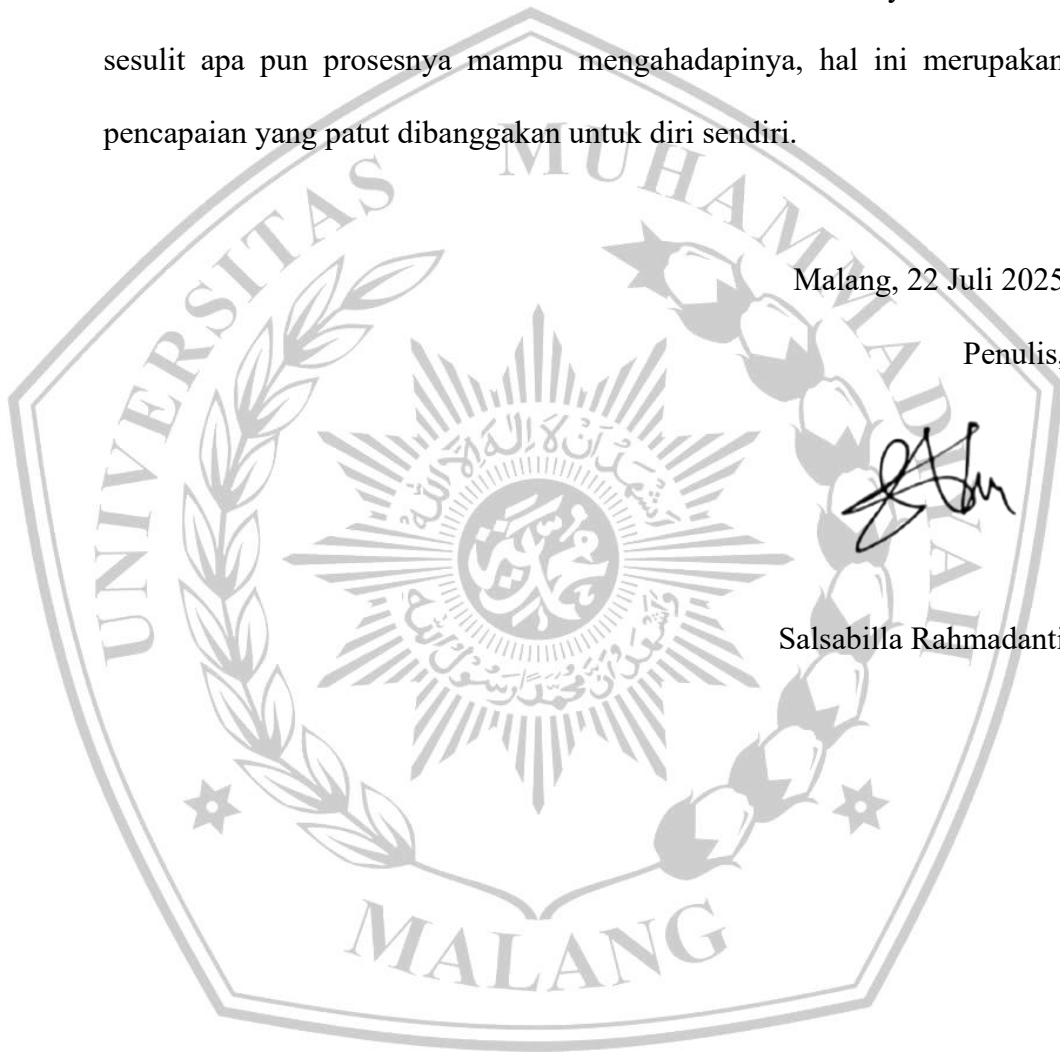 sesulit apa pun prosesnya mampu mengahadapinya, hal ini merupakan
pencapaian yang patut dibanggakan untuk diri sendiri.
UNIVERSITAS MUHAMMADIYAH
Malang, 22 Juli 2025
Penulis,
Salsabilla Rahmadanti
MALANG